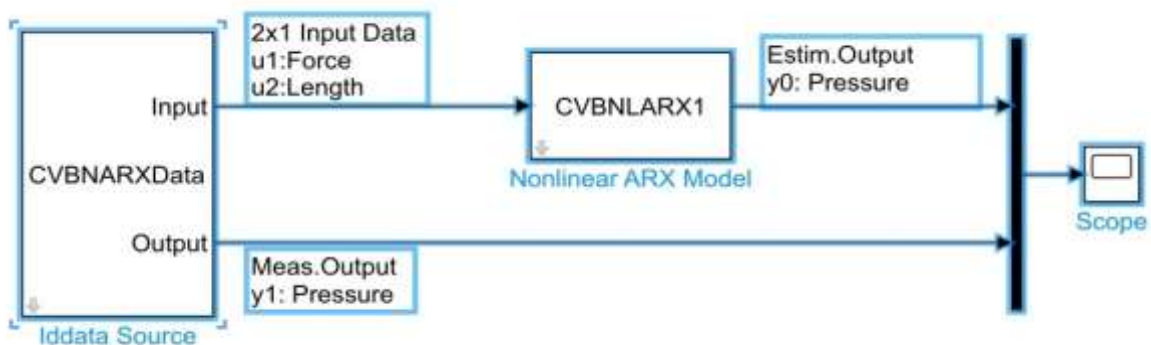 2x1 Input Data
u1:Force
u2:Length
Estim.Output
y0: Pressure
Input
CVBNLARX1
CVBNARXData
Nonlinear ARX Model
Scope
Output
Meas.Output
y1: Pressure
Iddata Source